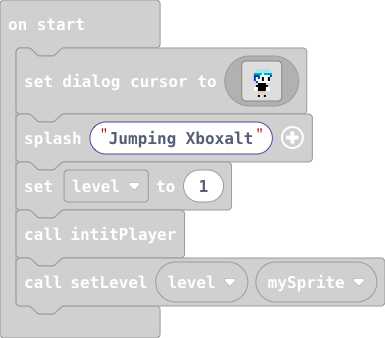 on start
set dialog cursor to
splash "Jumping Xboxalt"
set level to 1
call intitPlayer
call setLevel level mySprite